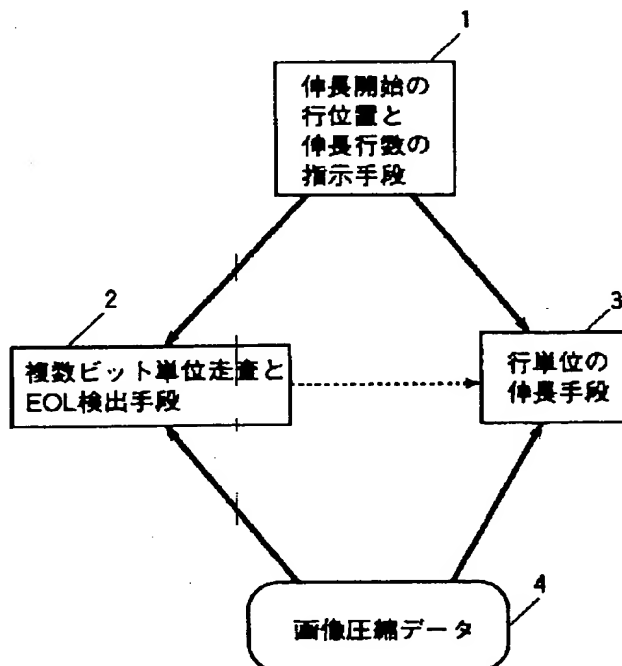 1
伸長開始の
行位置と
伸長行数の
指示手段
2
複数ビット単位走査と
EOL検出手段
3
行単位の
伸長手段
4
画像圧縮データ